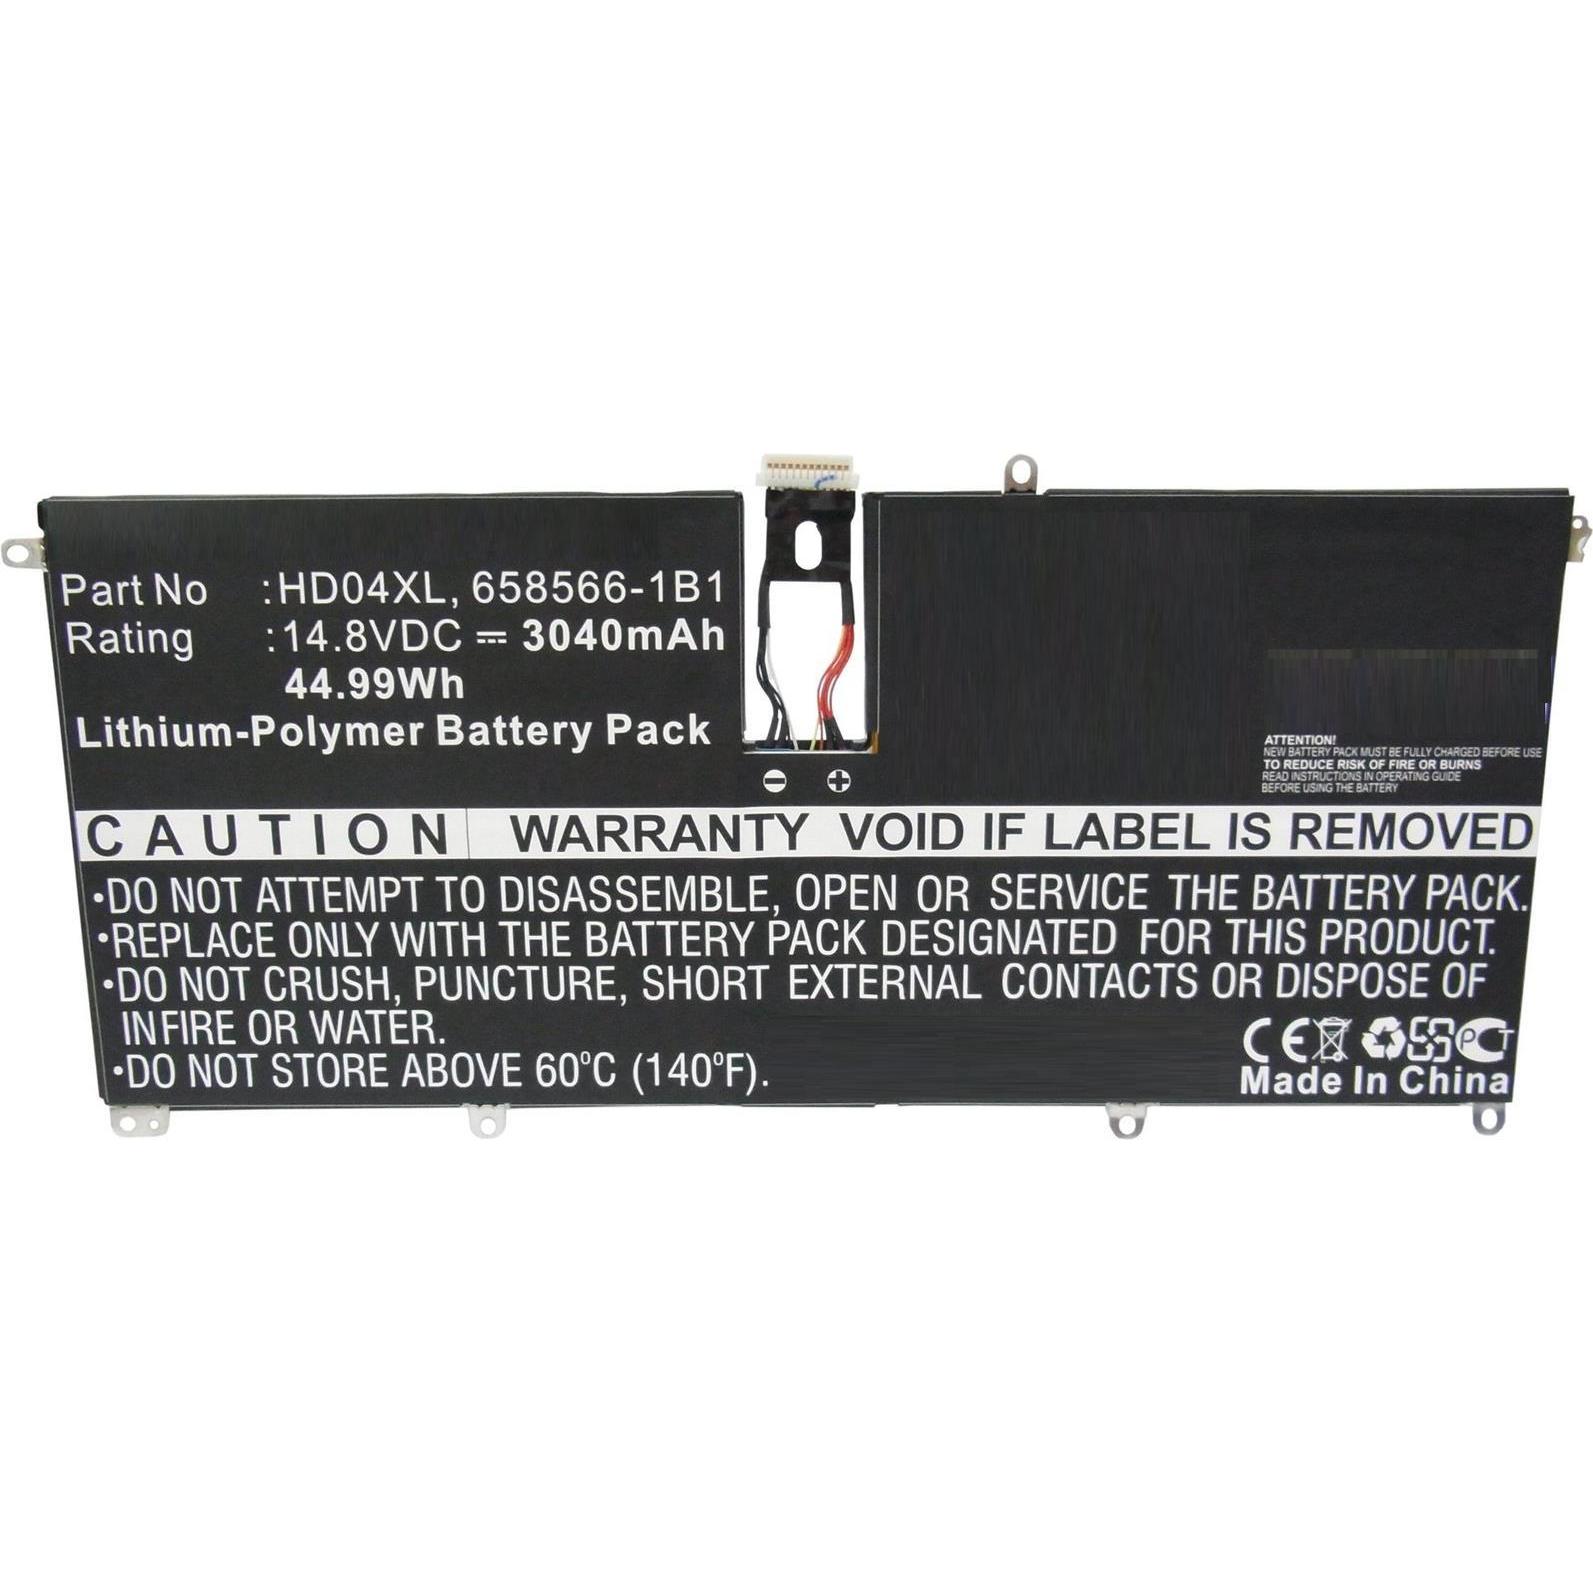 Part No :HD04XL, 658566-1B1
Rating :14.8VDC ⎓ 3040mAh
44.99Wh
Lithium-Polymer Battery Pack
ATTENTION!
NEW BATTERY PACK MUST BE FULLY CHARGED BEFORE USE
TO REDUCE RISK OF FIRE OR BURNS
READ INSTRUCTIONS IN OPERATING GUIDE
BEFORE USING THE BATTERY
CAUTION WARRANTY VOID IF LABEL IS REMOVED
•DO NOT ATTEMPT TO DISASSEMBLE, OPEN OR SERVICE THE BATTERY PACK.
•REPLACE ONLY WITH THE BATTERY PACK DESIGNATED FOR THIS PRODUCT.
•DO NOT CRUSH, PUNCTURE, SHORT EXTERNAL CONTACTS OR DISPOSE OF
INFIRE OR WATER.
•DO NOT STORE ABOVE 60°C (140°F).
CE PCT
Made In China